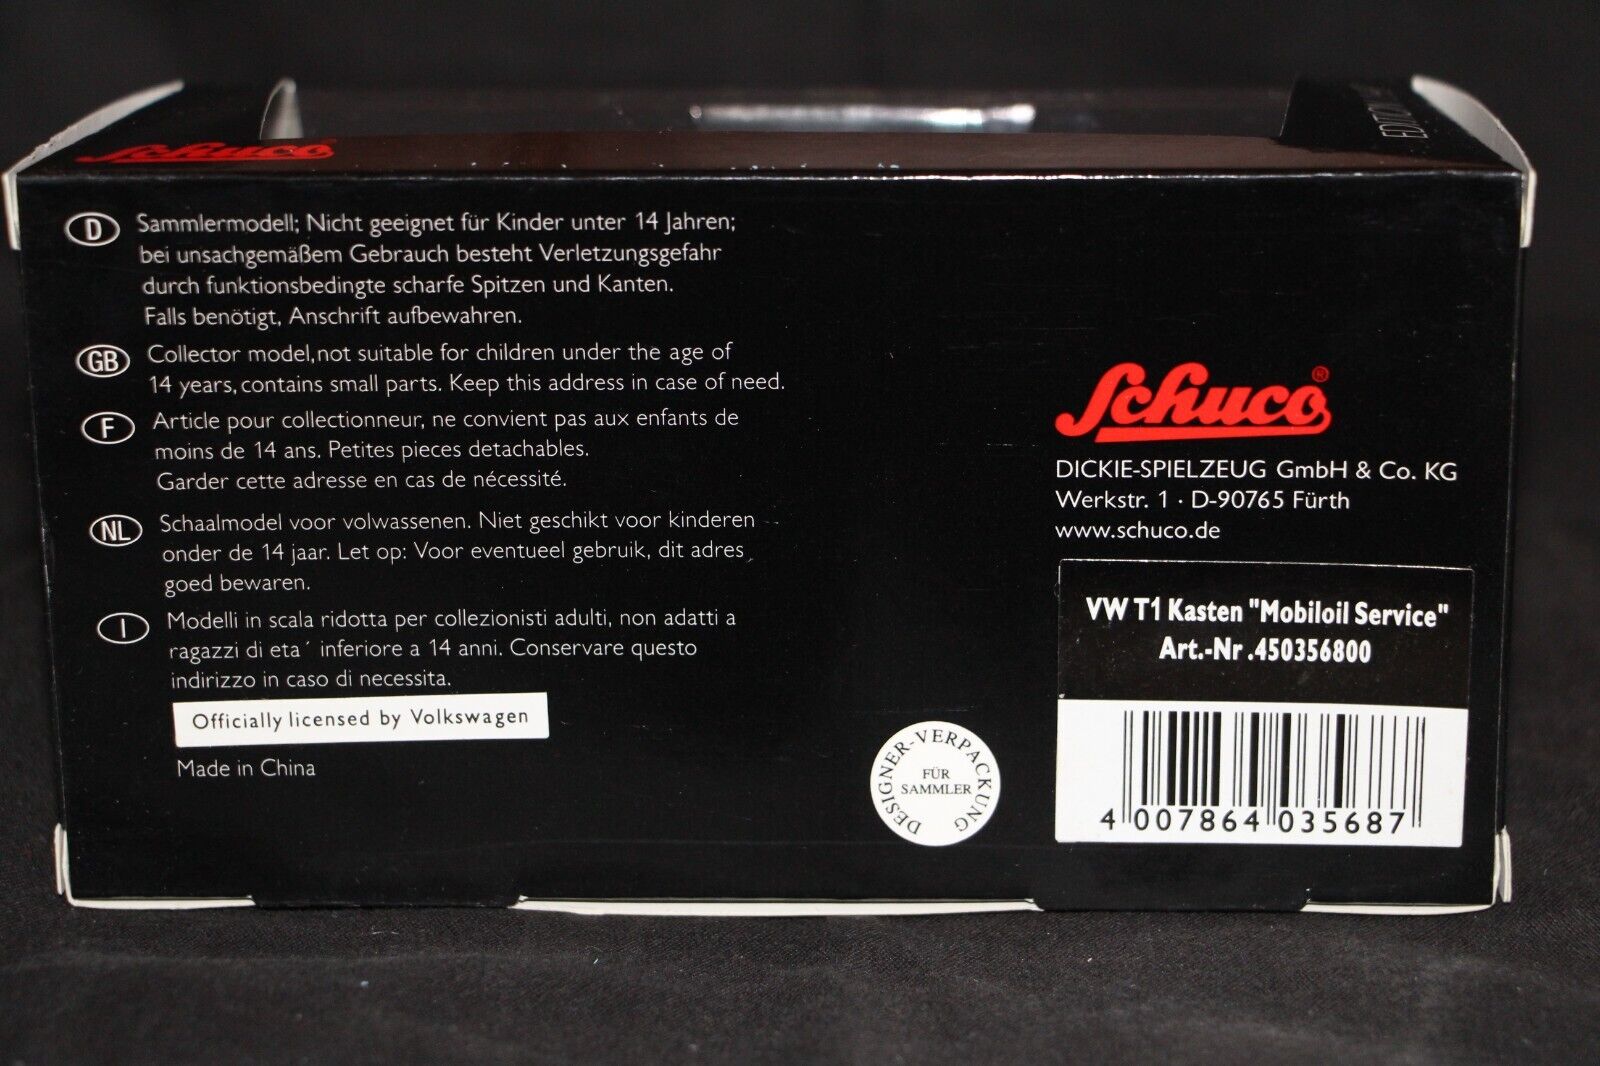 Schuco
EDITION
D Sammlermodell; Nicht geeignet für Kinder unter 14 Jahren;
bei unsachgemäßem Gebrauch besteht Verletzungsgefahr
durch funktionsbedingte scharfe Spitzen und Kanten.
Falls benötigt, Anschrift aufbewahren.
GB Collector model,not suitable for children under the age of
14 years,contains small parts. Keep this address in case of need.
F Article pour collectionneur, ne convient pas aux enfants de
moins de 14 ans. Petites pieces detachables.
Garder cette adresse en cas de nécessité.
NL Schaalmodel voor volwassenen. Niet geschikt voor kinderen
onder de 14 jaar. Let op: Voor eventueel gebruik, dit adres
goed bewaren.
I Modelli in scala ridotta per collezionisti adulti, non adatti a
ragazzi di eta´ inferiore a 14 anni. Conservare questo
indirizzo in caso di necessita.
Officially licensed by Volkswagen
Made in China
DESIGNER-VERPACKUNG
FÜR
SAMMLER
Schuco®
DICKIE-SPIELZEUG GmbH & Co. KG
Werkstr. 1 · D-90765 Fürth
www.schuco.de
VW T1 Kasten "Mobiloil Service"
Art.-Nr.450356800
4 007864 035687